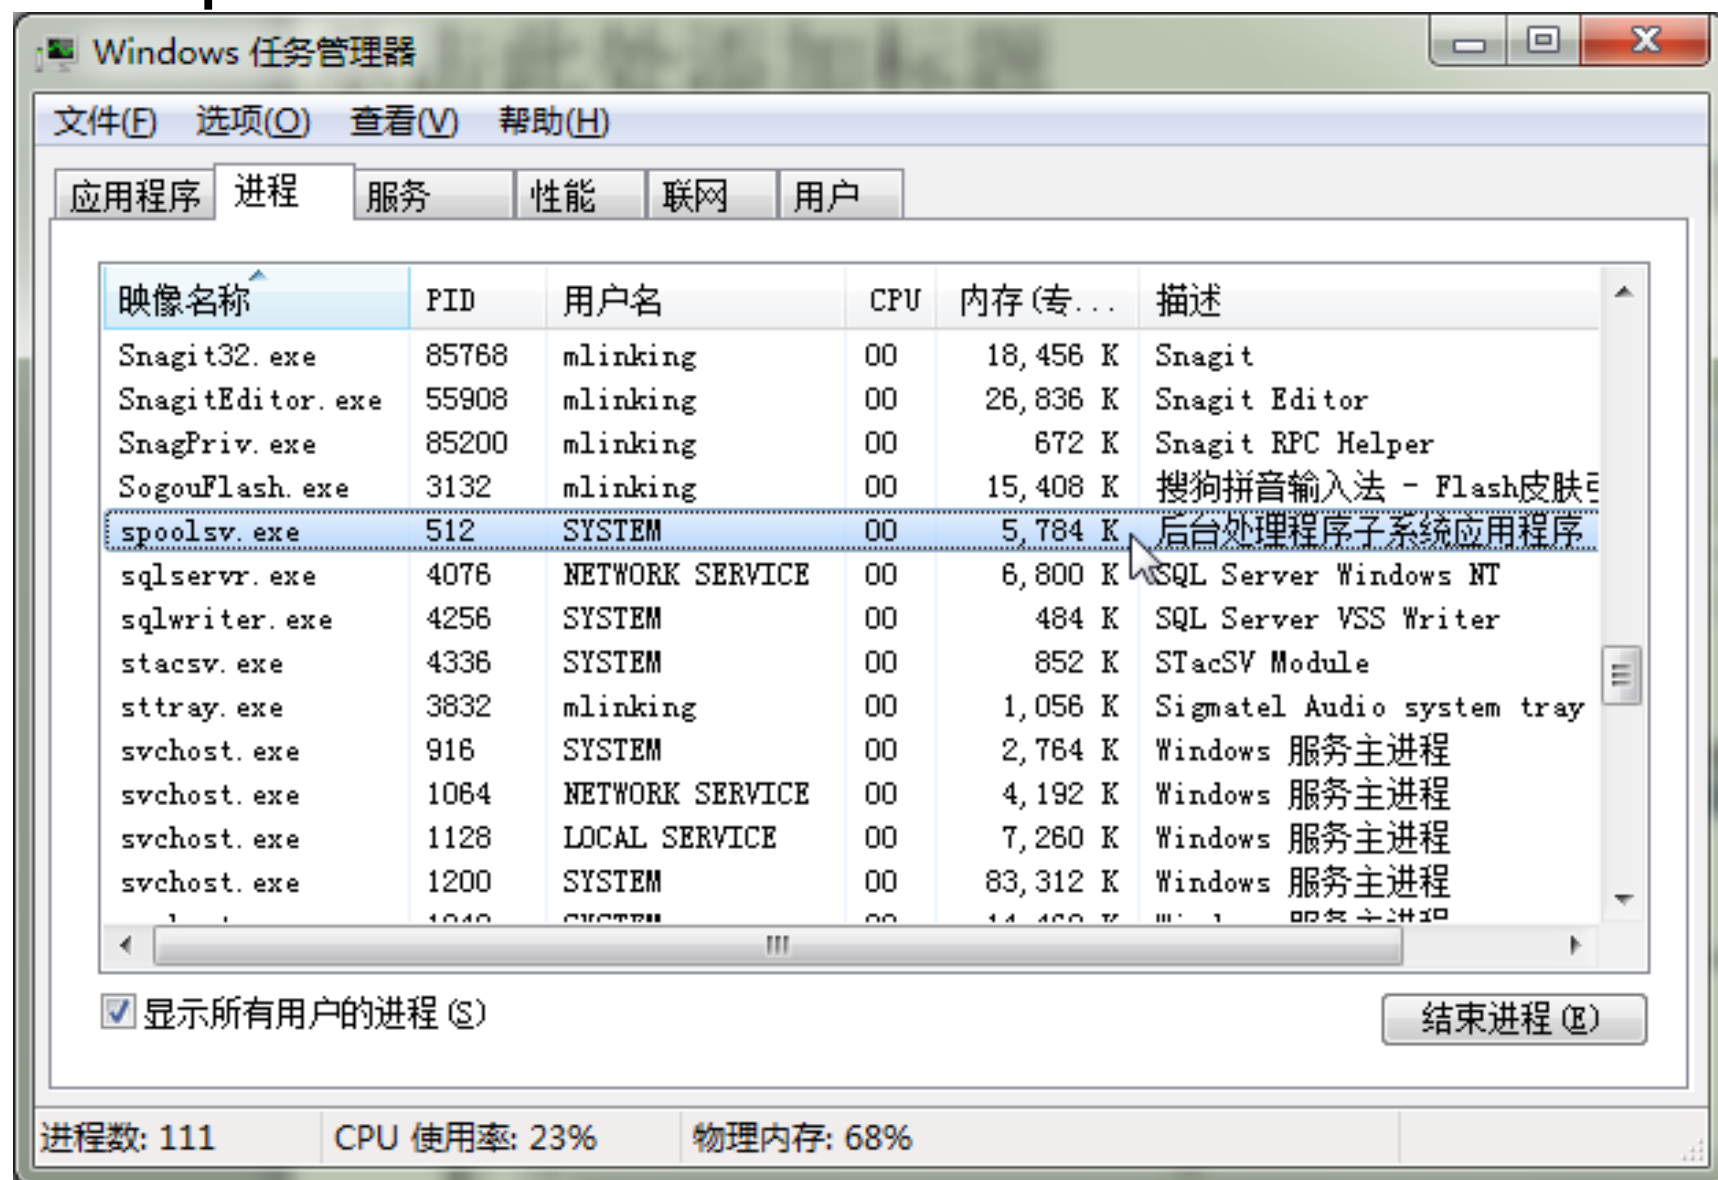 Windows 任务管理器
文件(F) 选项(O) 查看(V) 帮助(H)
应用程序 进程 服务 性能 联网 用户
映像名称 PID 用户名 CPU 内存(专... 描述
Snagit32.exe 85768 mlinking 00 18,456 K Snagit
SnagitEditor.exe 55908 mlinking 00 26,836 K Snagit Editor
SnagPriv.exe 85200 mlinking 00 672 K Snagit RPC Helper
SogouFlash.exe 3132 mlinking 00 15,408 K 搜狗拼音输入法 - Flash皮肤
spoolsv.exe 512 SYSTEM 00 5,784 K 后台处理程序子系统应用程序
sqlservr.exe 4076 NETWORK SERVICE 00 6,800 K SQL Server Windows NT
sqlwriter.exe 4256 SYSTEM 00 484 K SQL Server VSS Writer
stacsv.exe 4336 SYSTEM 00 852 K STacSV Module
sttray.exe 3832 mlinking 00 1,056 K Sigmatel Audio system tray
svchost.exe 916 SYSTEM 00 2,764 K Windows 服务主进程
svchost.exe 1064 NETWORK SERVICE 00 4,192 K Windows 服务主进程
svchost.exe 1128 LOCAL SERVICE 00 7,260 K Windows 服务主进程
svchost.exe 1200 SYSTEM 00 83,312 K Windows 服务主进程
显示所有用户的进程(S) 结束进程(E)
进程数: 111 CPU 使用率: 23% 物理内存: 68%